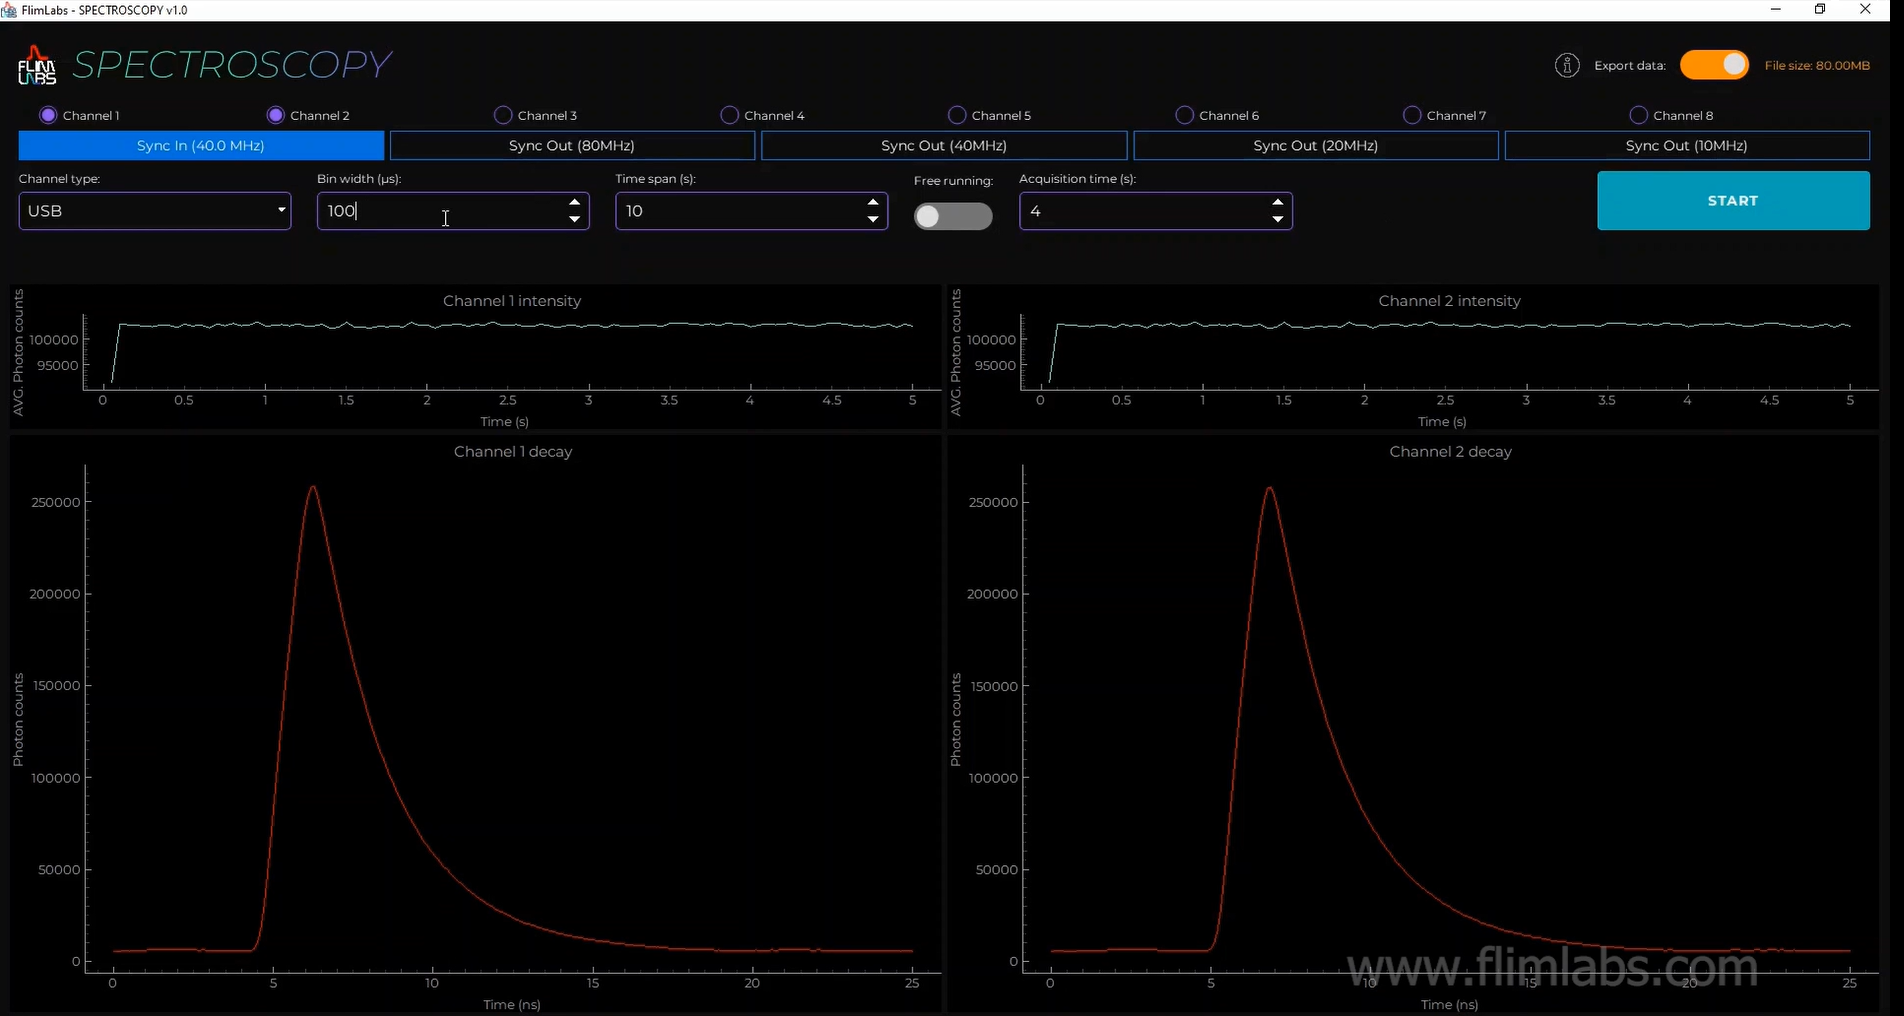 FlimLabs - SPECTROSCOPY v1.0
FLIM
LABS
SPECTROSCOPY
Export data:
File size: 80.00MB
Channel 1
Channel 2
Channel 3
Channel 4
Channel 5
Channel 6
Channel 7
Channel 8
Sync In (40.0 MHz)
Sync Out (80MHz)
Sync Out (40MHz)
Sync Out (20MHz)
Sync Out (10MHz)
Channel type:
Bin width (µs):
Time span (s):
Free running:
Acquisition time (s):
USB
100
10
4
START
Channel 1 intensity
AVG. Photon counts
100000
95000
0 0.5 1 1.5 2 2.5 3 3.5 4 4.5 5
Time (s)
Channel 2 intensity
AVG. Photon counts
100000
95000
0 0.5 1 1.5 2 2.5 3 3.5 4 4.5 5
Time (s)
Channel 1 decay
Photon counts
250000
200000
150000
100000
50000
0
0 5 10 15 20 25
Time (ns)
Channel 2 decay
Photon counts
250000
200000
150000
100000
50000
0
0 5 10 15 20 25
Time (ns)
www.flimlabs.com